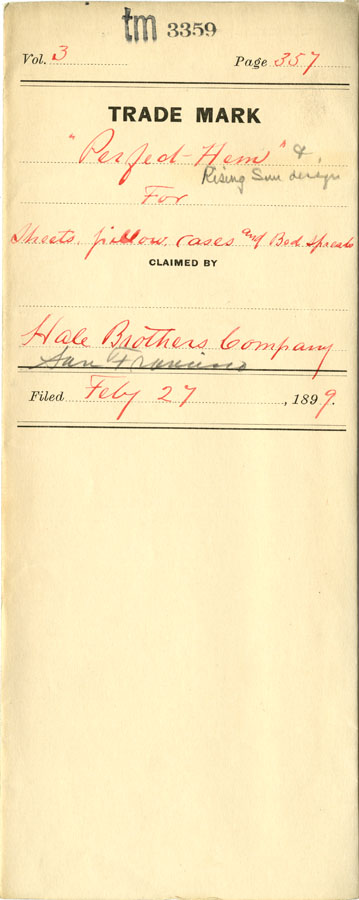 tm 3359
Vol. 3 Page 357
TRADE MARK
"Perfect-Hem" &
Rising Sun design
For
Sheets, pillow cases and Bed Spreads
CLAIMED BY
Hale Brothers Company
San Francisco
Filed Feby 27, 1899.